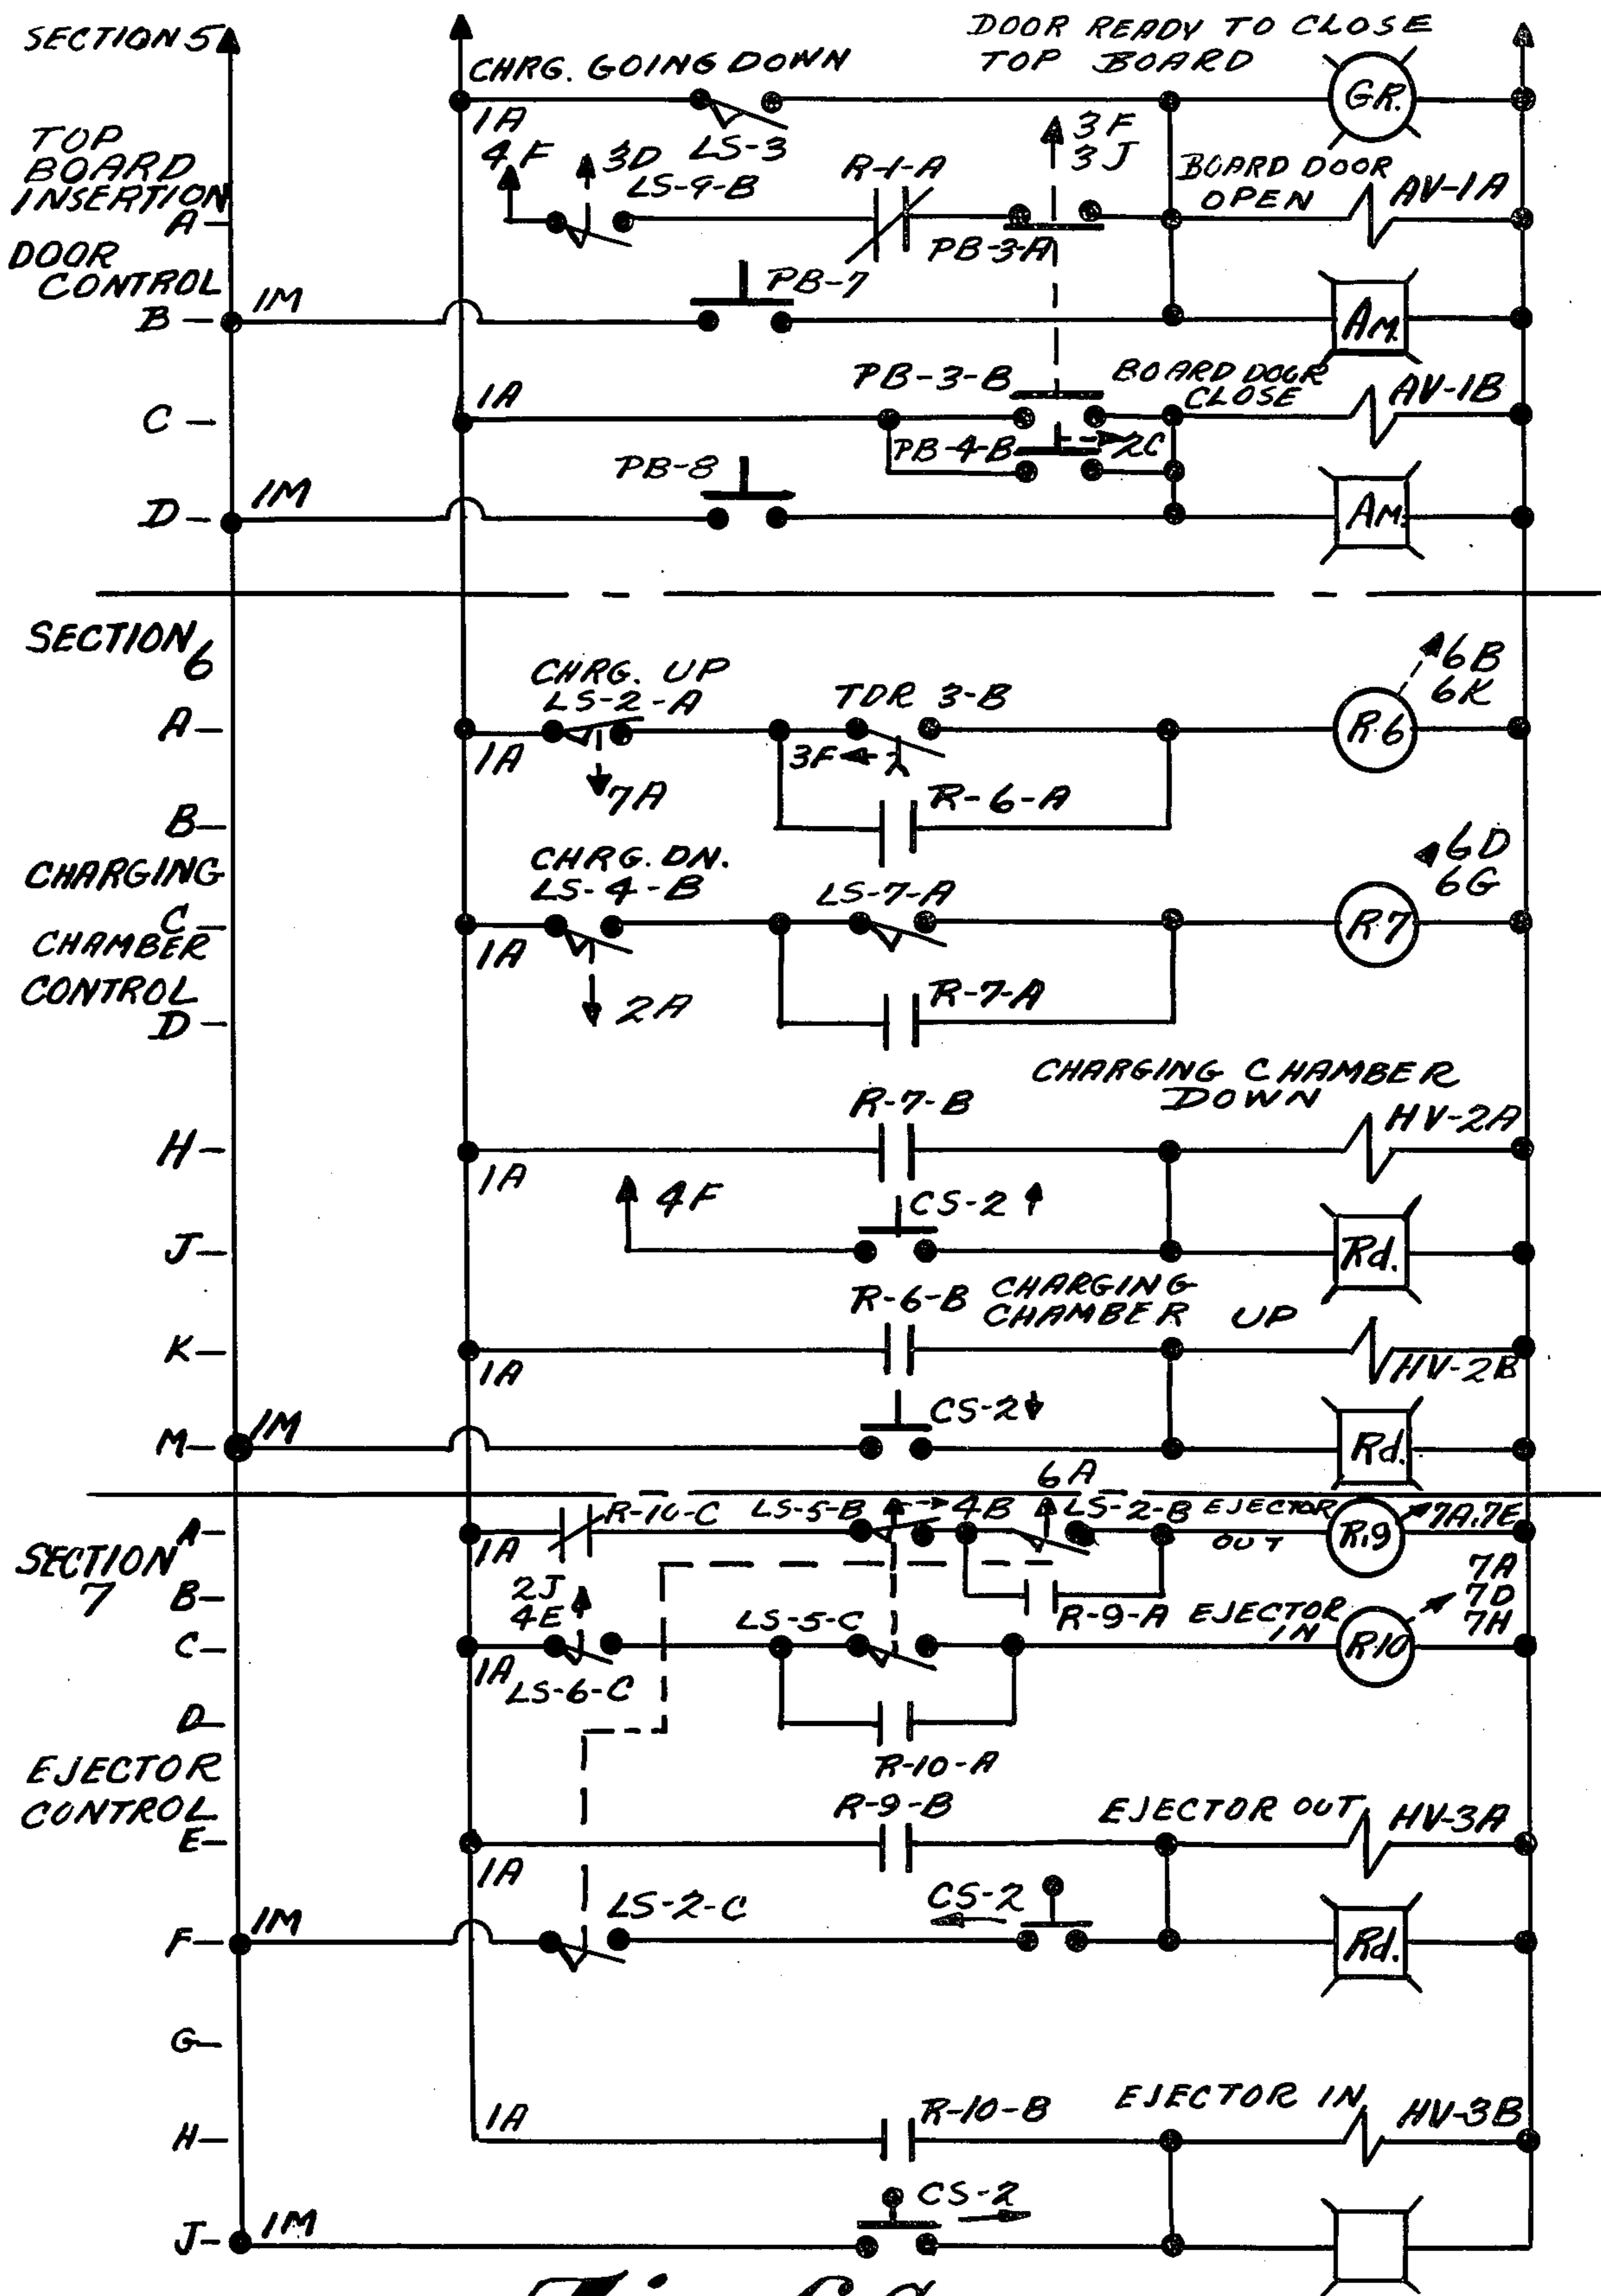 SECTION 5
DOOR READY TO CLOSE
TOP BOARD
CHRG. GOING DOWN
GR.
1A
LS-3
TOP
BOARD
INSERTION
4F
3D
LS-9-B
R-1-A
3F
3J
BOARD DOOR
OPEN
AV-1A
A-
PB-3-A
DOOR
CONTROL
B-
1M
PB-7
Am.
PB-3-B
BOARD DOOR
CLOSE
AV-1B
C-
1A
PB-4-B
2C
PB-8
D-
1M
Am.
SECTION
6
CHRG. UP
LS-2-A
TDR 3-B
6B
6K
A-
1A
R.6
3F
7A
B-
R-6-A
CHARGING
CHRG. DN.
LS-4-B
LS-7-A
6D
6G
C-
1A
R7
CHAMBER
CONTROL
2A
R-7-A
D-
CHARGING CHAMBER
DOWN
R-7-B
HV-2A
H-
1A
4F
CS-2
J-
Rd.
R-6-B
CHARGING
CHAMBER UP
K-
1A
HV-2B
CS-2
M-
1M
Rd.
6A
R-10-C
LS-5-B
4B
LS-2-B
EJECTOR
OUT
R.9
7A.7E
A-
1A
SECTION
7
B-
2J
4E
R-9-A
EJECTOR
IN
7A
7D
7H
LS-5-C
C-
1A
LS-6-C
R.10
D-
R-10-A
EJECTOR
CONTROL
R-9-B
EJECTOR OUT
HV-3A
E-
1A
LS-2-C
CS-2
F-
1M
Rd.
G-
EJECTOR IN
R-10-B
HV-3B
H-
1A
CS-2
J-
1M